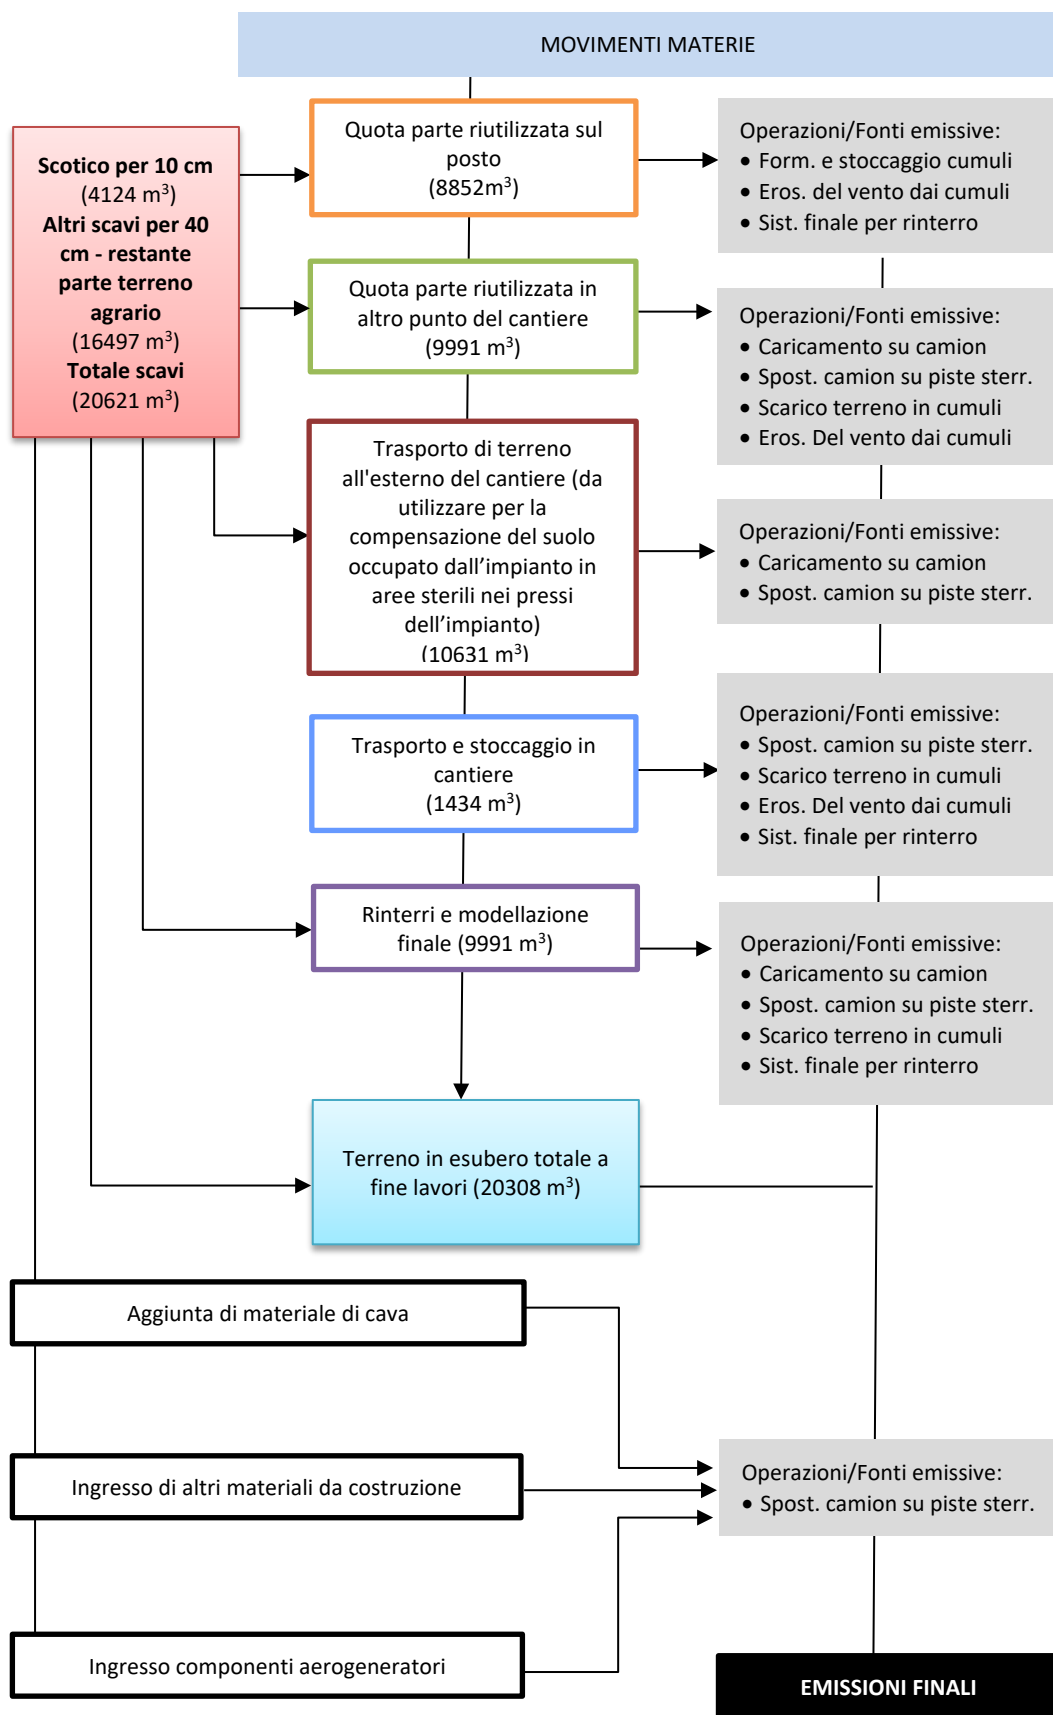 MOVIMENTI MATERIE
Scotico per 10 cm
(4124 m³)
Altri scavi per 40
cm - restante
parte terreno
agrario
(16497 m³)
Totale scavi
(20621 m³)
Quota parte riutilizzata sul
posto
(8852m³)
Operazioni/Fonti emissive:
• Form. e stoccaggio cumuli
• Eros. del vento dai cumuli
• Sist. finale per rinterro
Quota parte riutilizzata in
altro punto del cantiere
(9991 m³)
Operazioni/Fonti emissive:
• Caricamento su camion
• Spost. camion su piste sterr.
• Scarico terreno in cumuli
• Eros. Del vento dai cumuli
Trasporto di terreno
all'esterno del cantiere (da
utilizzare per la
compensazione del suolo
occupato dall’impianto in
aree sterili nei pressi
dell’impianto)
(10631 m³)
Operazioni/Fonti emissive:
• Caricamento su camion
• Spost. camion su piste sterr.
Trasporto e stoccaggio in
cantiere
(1434 m³)
Operazioni/Fonti emissive:
• Spost. camion su piste sterr.
• Scarico terreno in cumuli
• Eros. Del vento dai cumuli
• Sist. finale per rinterro
Rinterri e modellazione
finale (9991 m³)
Operazioni/Fonti emissive:
• Caricamento su camion
• Spost. camion su piste sterr.
• Scarico terreno in cumuli
• Sist. finale per rinterro
Terreno in esubero totale a
fine lavori (20308 m³)
Aggiunta di materiale di cava
Ingresso di altri materiali da costruzione
Operazioni/Fonti emissive:
• Spost. camion su piste sterr.
Ingresso componenti aerogeneratori
EMISSIONI FINALI